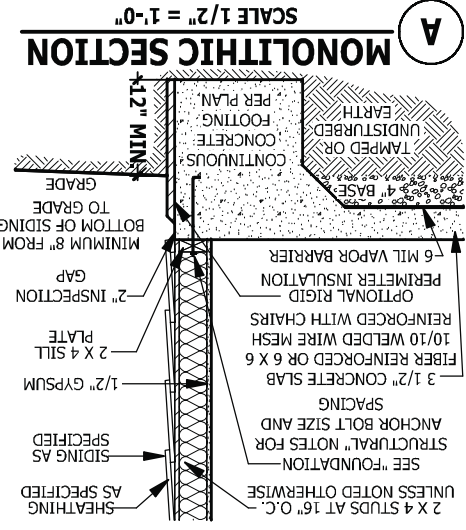 2 X 4 STUDS AT 16" O.C.
UNLESS NOTED OTHERWISE
SEE "FOUNDATION
STRUCTURAL" NOTES FOR
ANCHOR BOLT SIZE AND
SPACING
3 1/2" CONCRETE SLAB
FIBER REINFORCED OR 6 X 6
10/10 WELDED WIRE MESH
REINFORCED WITH CHAIRS
OPTIONAL RIGID
PERIMETER INSULATION
6 MIL VAPOR BARRIER
4" BASE
TAMPED OR
UNDISTURBED
EARTH
CONTINUOUS
CONCRETE
FOOTING
PER PLAN
SHEATHING
AS SPECIFIED
SIDING AS
SPECIFIED
1/2" GYPSUM
2 X 4 SILL
PLATE
2" INSPECTION
GAP
MINIMUM 8" FROM
BOTTOM OF SIDING
TO GRADE
GRADE
12" MIN.
A
MONOLITHIC SECTION
SCALE 1/2" = 1'-0"